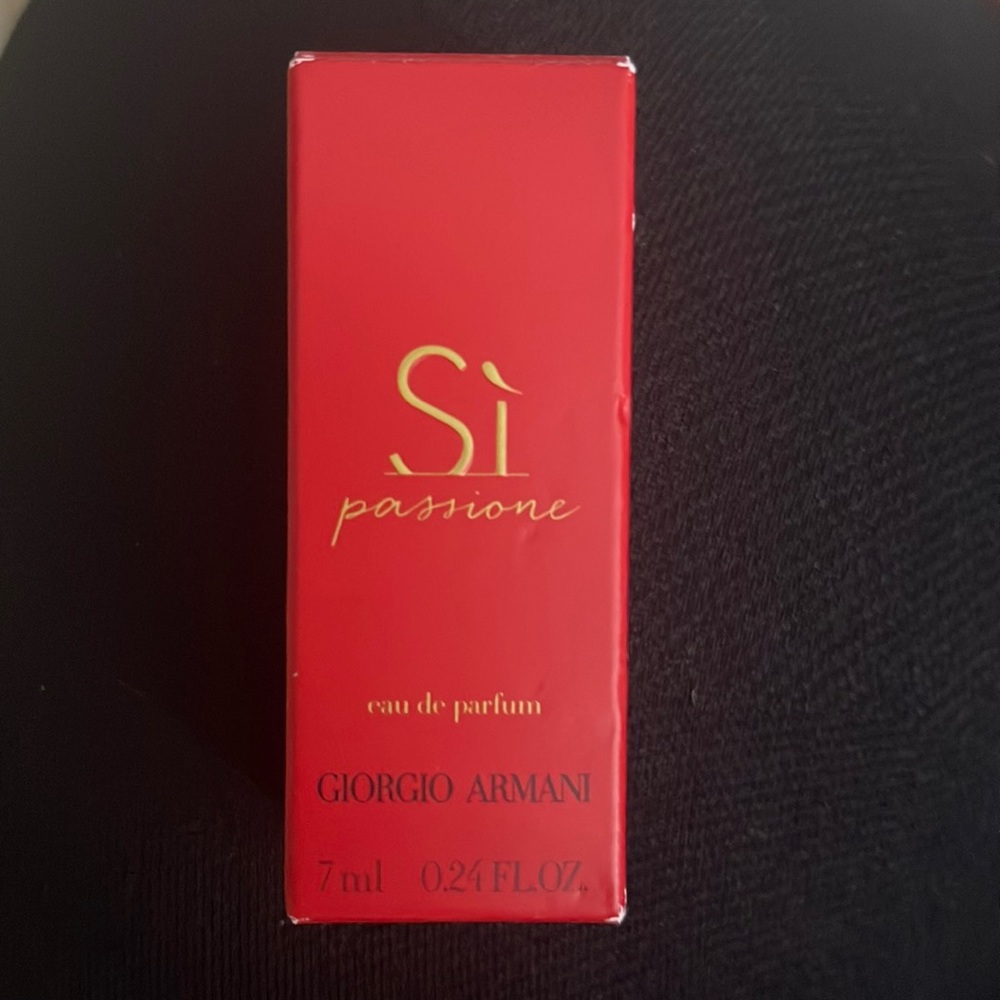 Sì
passione
eau de parfum
GIORGIO ARMANI
7 ml 0.24 FL.OZ.